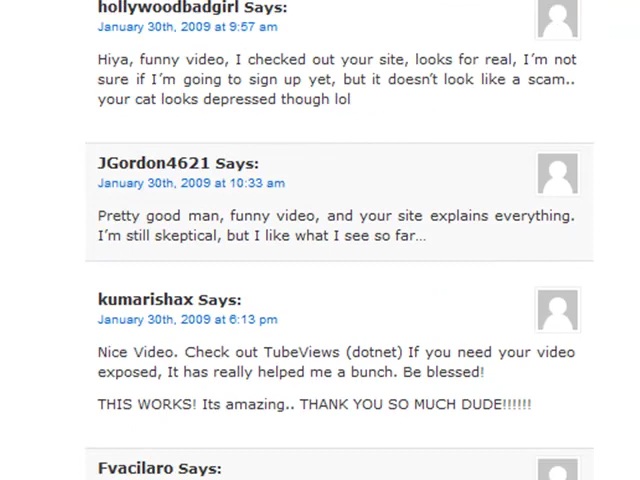 hollywoodbadgirl Says:
January 30th, 2009 at 9:57 am
Hiya, funny video, I checked out your site, looks for real, I'm not
sure if I'm going to sign up yet, but it doesn't look like a scam..
your cat looks depressed though lol
JGordon4621 Says:
January 30th, 2009 at 10:33 am
Pretty good man, funny video, and your site explains everything.
I'm still skeptical, but I like what I see so far…
kumarishax Says:
January 30th, 2009 at 6:13 pm
Nice Video. Check out TubeViews (dotnet) If you need your video
exposed, It has really helped me a bunch. Be blessed!
THIS WORKS! Its amazing.. THANK YOU SO MUCH DUDE!!!!!!
Fvacilaro Says: